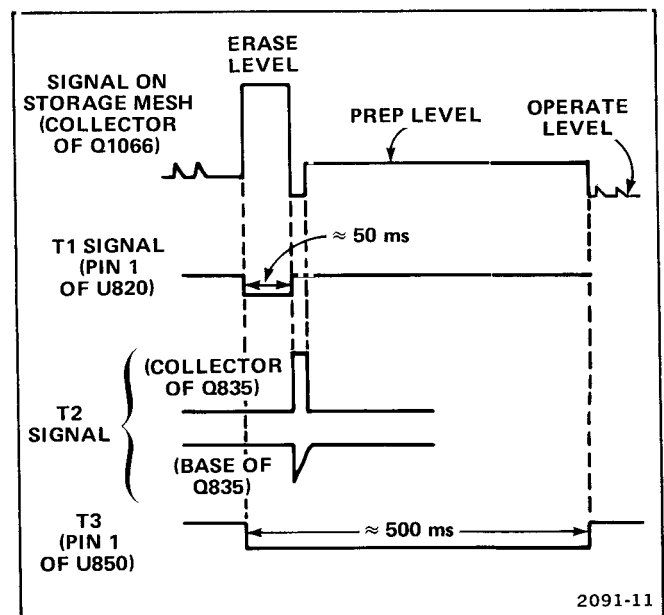 ERASE
LEVEL
SIGNAL ON
STORAGE MESH
(COLLECTOR
OF Q1066)
PREP LEVEL
OPERATE
LEVEL
T1 SIGNAL
(PIN 1
OF U820)
≈ 50 ms
(COLLECTOR
OF Q835)
T2
SIGNAL
(BASE OF
Q835)
T3
(PIN 1
OF U850)
≈ 500 ms
2091-11